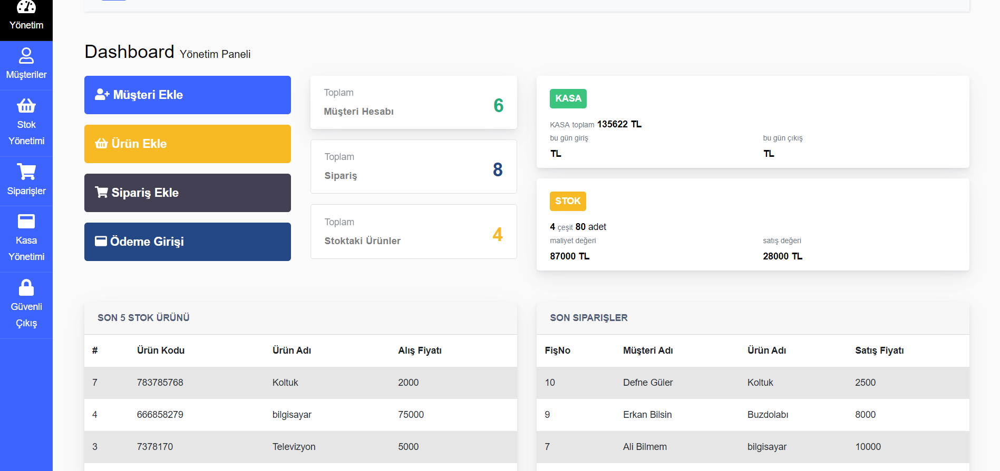 Yönetim
Müşteriler
Stok
Yönetimi
Siparişler
Kasa
Yönetimi
Güvenli
Çıkış
Dashboard Yönetim Paneli
Müşteri Ekle
Ürün Ekle
Sipariş Ekle
Ödeme Girişi
Toplam
Müşteri Hesabı
6
Toplam
Sipariş
8
Toplam
Stoktaki Ürünler
4
KASA
KASA toplam 135622 TL
bu gün giriş bu gün çıkış
TL TL
STOK
4 çeşit 80 adet
maliyet değeri satış değeri
87000 TL 28000 TL
SON 5 STOK ÜRÜNÜ
# Ürün Kodu Ürün Adı Alış Fiyatı
7 783785768 Koltuk 2000
4 666858279 bilgisayar 75000
3 7378170 Televizyon 5000
SON SIPARIŞLER
FişNo Müşteri Adı Ürün Adı Satış Fiyatı
10 Defne Güler Koltuk 2500
9 Erkan Bilsin Buzdolabı 8000
7 Ali Bilmem bilgisayar 10000